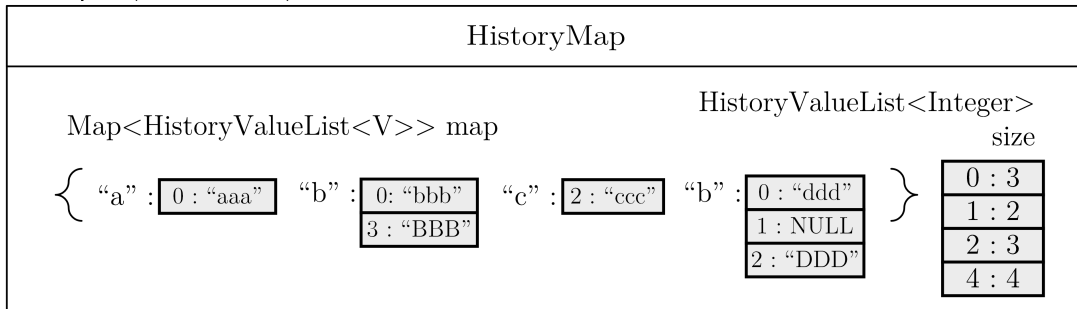 HistoryMap
HistoryValueList<Integer>
Map<HistoryValueList<V>> map
size
{ “a” : 0 : “aaa” “b” : 0: “bbb” “c” : 2 : “ccc” “b” : 0 : “ddd” } 0 : 3
3 : “BBB” 1 : NULL 1 : 2
2 : “DDD” 2 : 3
4 : 4